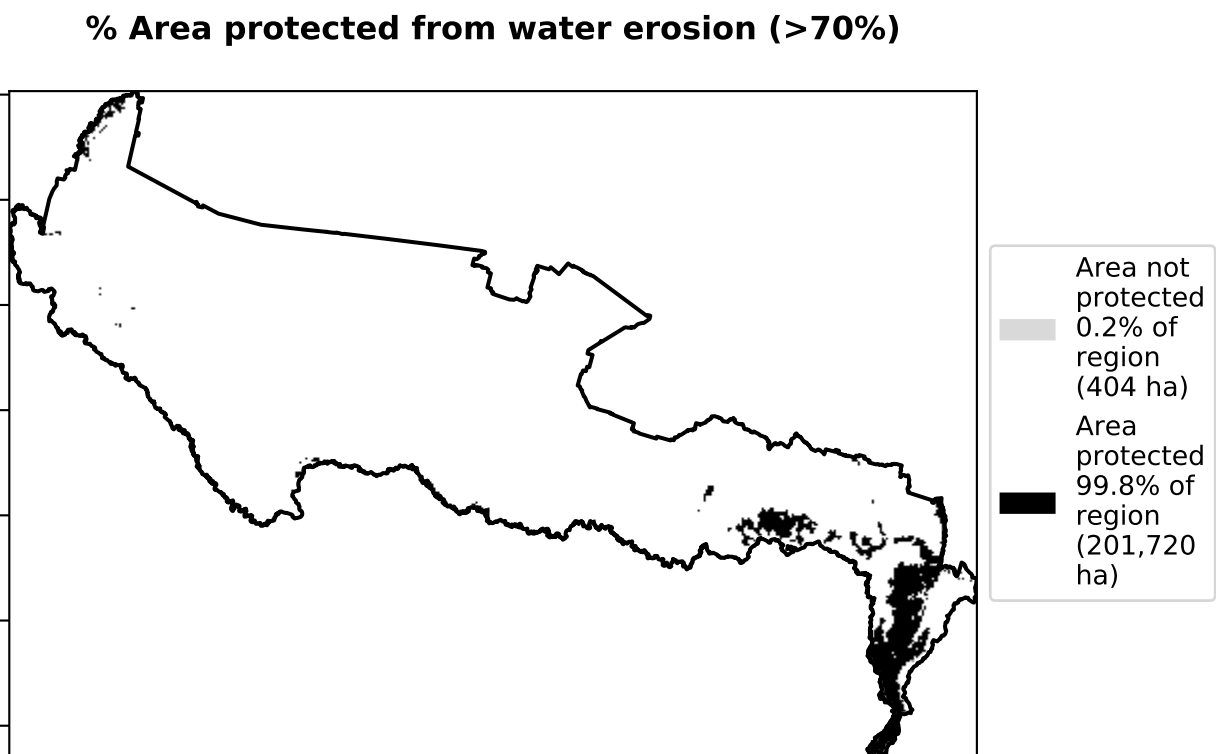 % Area protected from water erosion (>70%)
Area not
protected
0.2% of
region
(404 ha)
Area
protected
99.8% of
region
(201,720
ha)